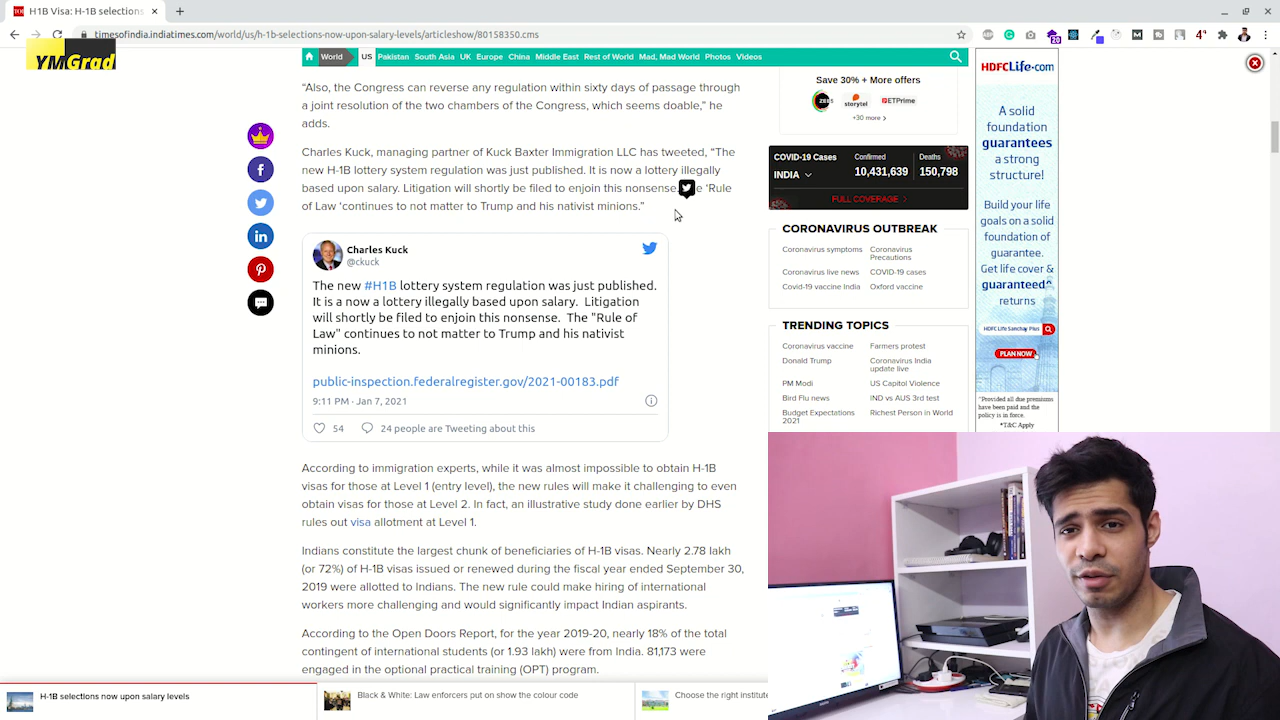 H1B Visa: H-1B selections
timesofindia.indiatimes.com/world/us/h-1b-selections-now-upon-salary-levels/articleshow/80158350.cms
YMGrad
World
US
Pakistan
South Asia
UK
Europe
China
Middle East
Rest of World
Mad, Mad World
Photos
Videos
“Also, the Congress can reverse any regulation within sixty days of passage through
a joint resolution of the two chambers of the Congress, which seems doable,” he
adds.
Charles Kuck, managing partner of Kuck Baxter Immigration LLC has tweeted, “The
new H-1B lottery system regulation was just published. It is now a lottery illegally
based upon salary. Litigation will shortly be filed to enjoin this nonsense. ‘Rule
of Law ‘continues to not matter to Trump and his nativist minions.”
Charles Kuck
@ckuck
The new #H1B lottery system regulation was just published.
It is now a lottery illegally based upon salary. Litigation
will shortly be filed to enjoin this nonsense. The "Rule of
Law" continues to not matter to Trump and his nativist
minions.
public-inspection.federalregister.gov/2021-00183.pdf
9:11 PM · Jan 7, 2021
54
24 people are Tweeting about this
According to immigration experts, while it was almost impossible to obtain H-1B
visas for those at Level 1 (entry level), the new rules will make it challenging to even
obtain visas for those at Level 2. In fact, an illustrative study done earlier by DHS
rules out visa allotment at Level 1.
Indians constitute the largest chunk of beneficiaries of H-1B visas. Nearly 2.78 lakh
(or 72%) of H-1B visas issued or renewed during the fiscal year ended September 30,
2019 were allotted to Indians. The new rule could make hiring of international
workers more challenging and would significantly impact Indian aspirants.
According to the Open Doors Report, for the year 2019-20, nearly 18% of the total
contingent of international students (or 1.93 lakh) were from India. 81,173 were
engaged in the optional practical training (OPT) program.
Save 30% + More offers
ZEE5
storytel
ETPrime
+30 more
COVID-19 Cases
INDIA
Confirmed
10,431,639
Deaths
150,798
FULL COVERAGE
CORONAVIRUS OUTBREAK
Coronavirus symptoms
Coronavirus
Precautions
Coronavirus live news
COVID-19 cases
Covid-19 vaccine India
Oxford vaccine
TRENDING TOPICS
Coronavirus vaccine
Farmers protest
Donald Trump
Coronavirus India
update live
PM Modi
US Capitol Violence
Bird Flu news
IND vs AUS 3rd test
Budget Expectations
2021
Richest Person in World
HDFCLife.com
A solid
foundation
guarantees
a strong
structure!
Build your life
goals on a solid
foundation of
guarantee.
Get life cover &
guaranteed^
returns
HDFC Life Sanchay Plus
PLAN NOW
"Provided all due premiums
have been paid and the
policy is in force.
*T&C Apply
H-1B selections now upon salary levels
Black & White: Law enforcers put on show the colour code
Choose the right institute